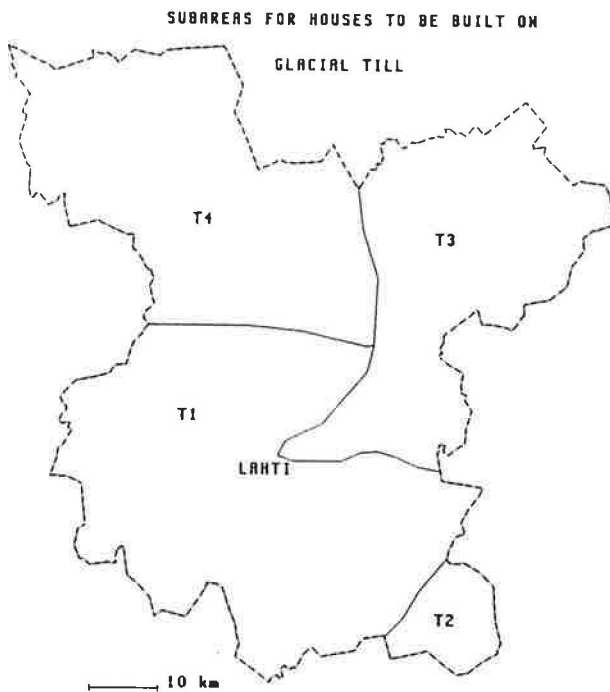 SUBAREAS FOR HOUSES TO BE BUILT ON
GLACIAL TILL
T4
T3
T1
LAHTI
T2
10 km